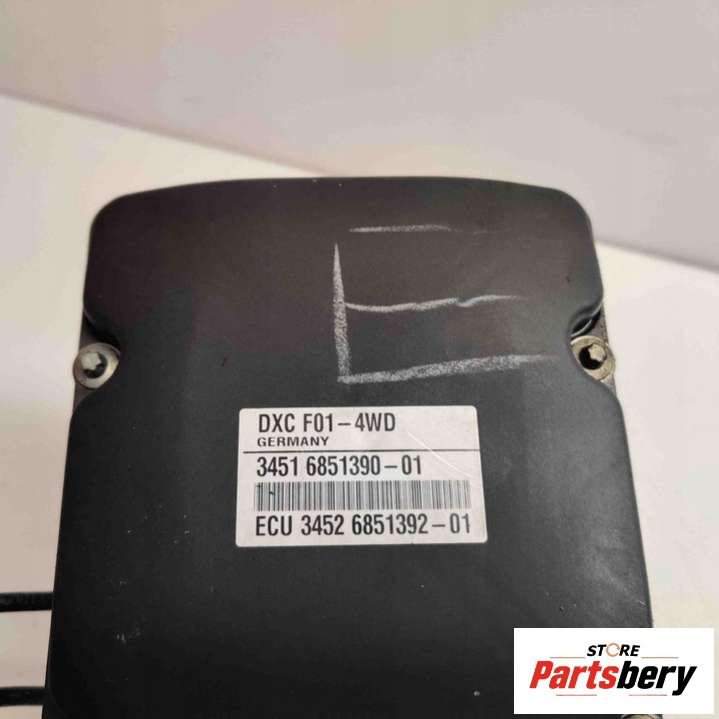 E
DXC F01-4WD
GERMANY
3451 6851390-01
ECU 3452 6851392-01
STORE
Partsbery